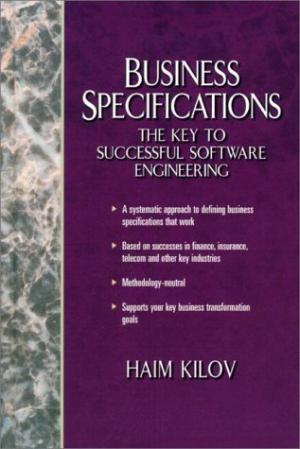 BUSINESS
SPECIFICATIONS
THE KEY TO
SUCCESSFUL SOFTWARE
ENGINEERING
A systematic approach to defining business
specifications that work
Based on successes in finance, insurance,
telecom and other key industries
Methodology-neutral
Supports your key business transformation
goals
HAIM KILOV